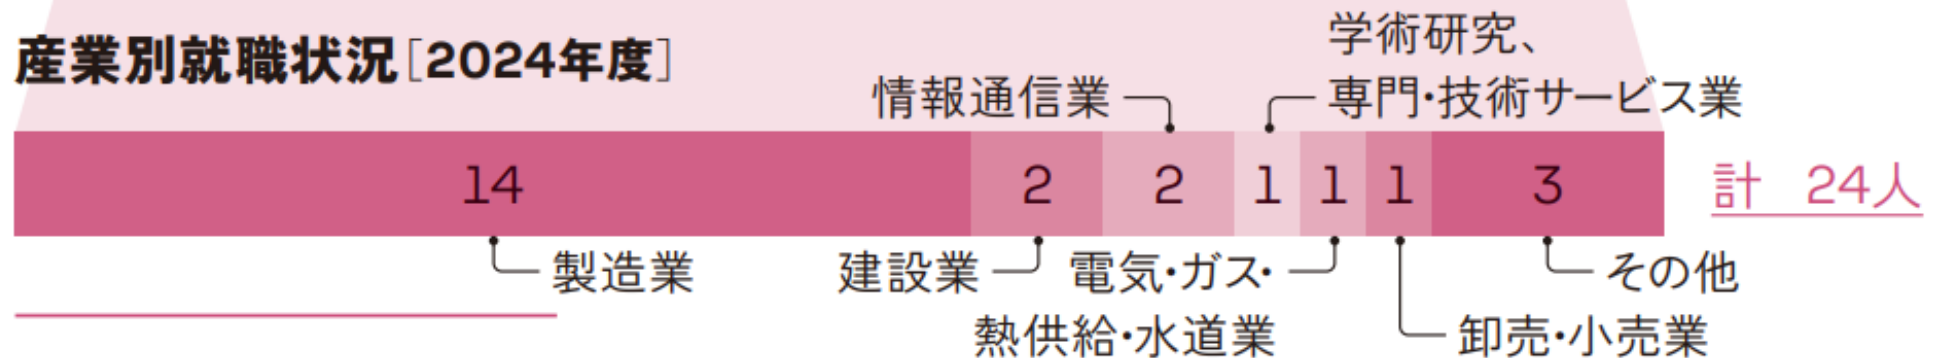 産業別就職状況[2024年度]
学術研究、
専門・技術サービス業
情報通信業
14 2 2 1 1 1 3
計 24人
製造業
建設業
電気・ガス・
熱供給・水道業
卸売・小売業
その他